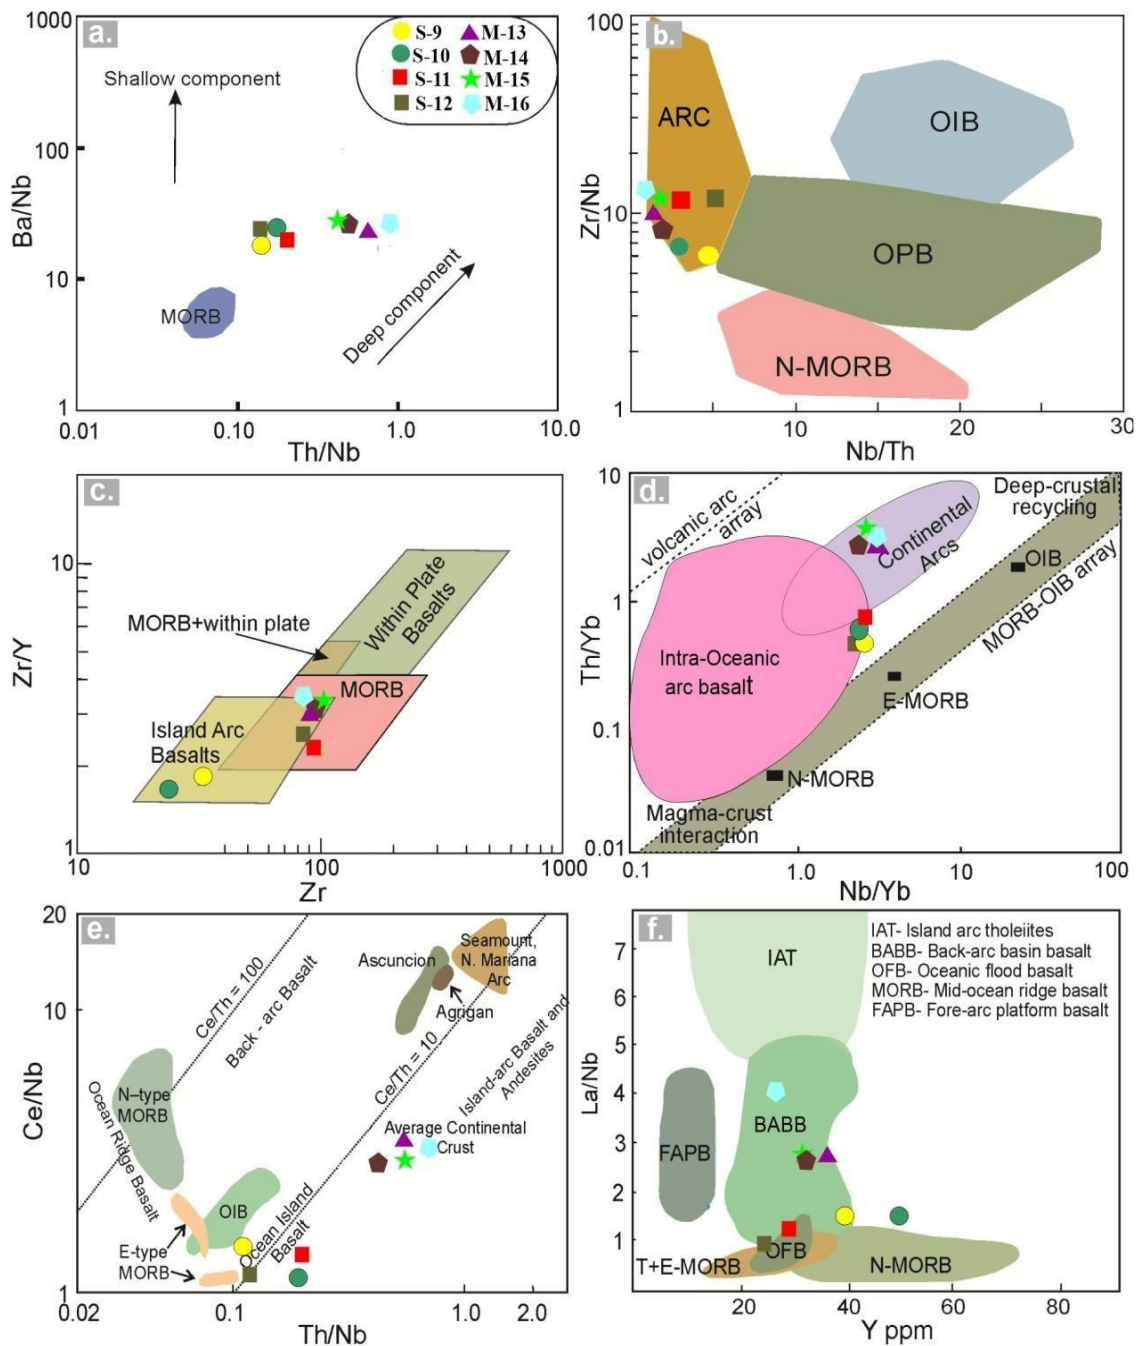 a.
1000
100
10
1
Ba/Nb
0.01
0.10
1.0
10.0
Th/Nb
Shallow component
Deep component
MORB
S-9
M-13
S-10
M-14
S-11
M-15
S-12
M-16
b.
100
10
1
Zr/Nb
10
20
30
Nb/Th
ARC
OIB
OPB
N-MORB
c.
10
1
Zr/Y
10
100
1000
Zr
Within Plate
Basalts
MORB+within plate
MORB
Island Arc
Basalts
d.
10
1
0.1
0.01
Th/Yb
0.1
1.0
10
100
Nb/Yb
volcanic arc
array
Continental
Arcs
Deep-crustal
recycling
OIB
MORB-OIB array
Intra-Oceanic
arc basalt
E-MORB
N-MORB
Magma-crust
interaction
e.
20
10
1
Ce/Nb
0.02
0.1
1.0
2.0
Th/Nb
Ce/Th = 100
Back - arc Basalt
Ascuncion
Seamount,
N. Mariana
Arc
Agrigan
Ce/Th = 10
Island-arc Basalt and
Andesites
N-type
MORB
Ocean Ridge Basalt
Average Continental
Crust
OIB
Ocean Island
Basalt
E-type
MORB
f.
7
6
5
4
3
2
1
La/Nb
20
40
60
80
Y ppm
IAT
IAT- Island arc tholeiites
BABB- Back-arc basin basalt
OFB- Oceanic flood basalt
MORB- Mid-ocean ridge basalt
FAPB- Fore-arc platform basalt
FAPB
BABB
OFB
T+E-MORB
N-MORB